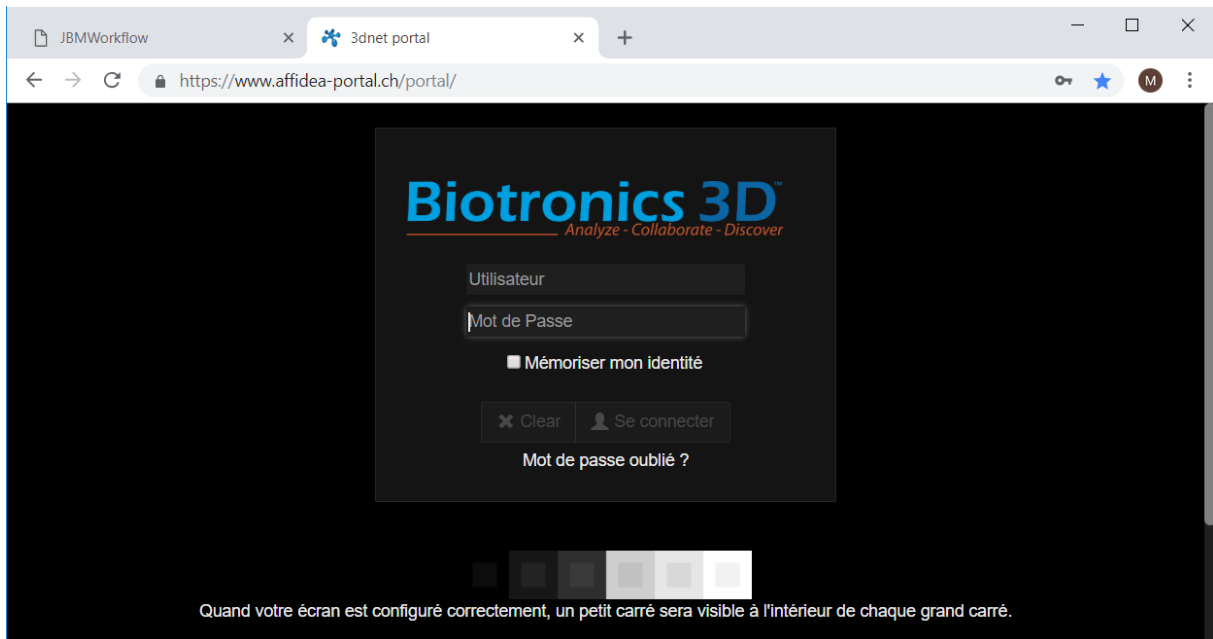 JBMWorkflow
3dnet portal
https://www.affidea-portal.ch/portal/
M
Biotronics 3D™
Analyze - Collaborate - Discover
Utilisateur
Mot de Passe
Mémoriser mon identité
Clear Se connecter
Mot de passe oublié ?
Quand votre écran est configuré correctement, un petit carré sera visible à l'intérieur de chaque grand carré.